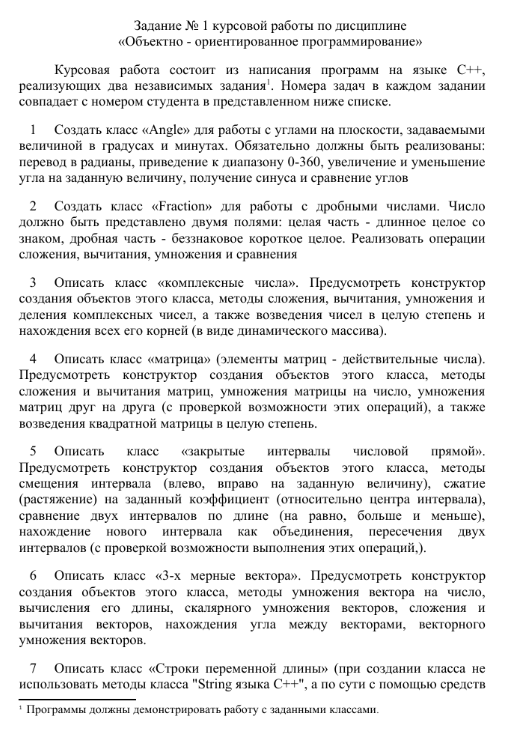 Задание № 1 курсовой работы по дисциплине
«Объектно - ориентированное программирование»
Курсовая работа состоит из написания программ на языке C++,
реализующих два независимых задания¹. Номера задач в каждом задании
совпадает с номером студента в представленном ниже списке.
1 Создать класс «Angle» для работы с углами на плоскости, задаваемыми
величиной в градусах и минутах. Обязательно должны быть реализованы:
перевод в радианы, приведение к диапазону 0-360, увеличение и уменьшение
угла на заданную величину, получение синуса и сравнение углов
2 Создать класс «Fraction» для работы с дробными числами. Число
должно быть представлено двумя полями: целая часть - длинное целое со
знаком, дробная часть - беззнаковое короткое целое. Реализовать операции
сложения, вычитания, умножения и сравнения
3 Описать класс «комплексные числа». Предусмотреть конструктор
создания объектов этого класса, методы сложения, вычитания, умножения и
деления комплексных чисел, а также возведения чисел в целую степень и
нахождения всех его корней (в виде динамического массива).
4 Описать класс «матрица» (элементы матриц - действительные числа).
Предусмотреть конструктор создания объектов этого класса, методы
сложения и вычитания матриц, умножения матрицы на число, умножения
матриц друг на друга (с проверкой возможности этих операций), а также
возведения квадратной матрицы в целую степень.
5 Описать класс «закрытые интервалы числовой прямой».
Предусмотреть конструктор создания объектов этого класса, методы
смещения интервала (влево, вправо на заданную величину), сжатие
(растяжение) на заданный коэффициент (относительно центра интервала),
сравнение двух интервалов по длине (на равно, больше и меньше),
нахождение нового интервала как объединения, пересечения двух
интервалов (с проверкой возможности выполнения этих операций,).
6 Описать класс «3-х мерные вектора». Предусмотреть конструктор
создания объектов этого класса, методы умножения вектора на число,
вычисления его длины, скалярного умножения векторов, сложения и
вычитания векторов, нахождения угла между векторами, векторного
умножения векторов.
7 Описать класс «Строки переменной длины» (при создании класса не
использовать методы класса "String языка C++", а по сути с помощью средств
¹ Программы должны демонстрировать работу с заданными классами.